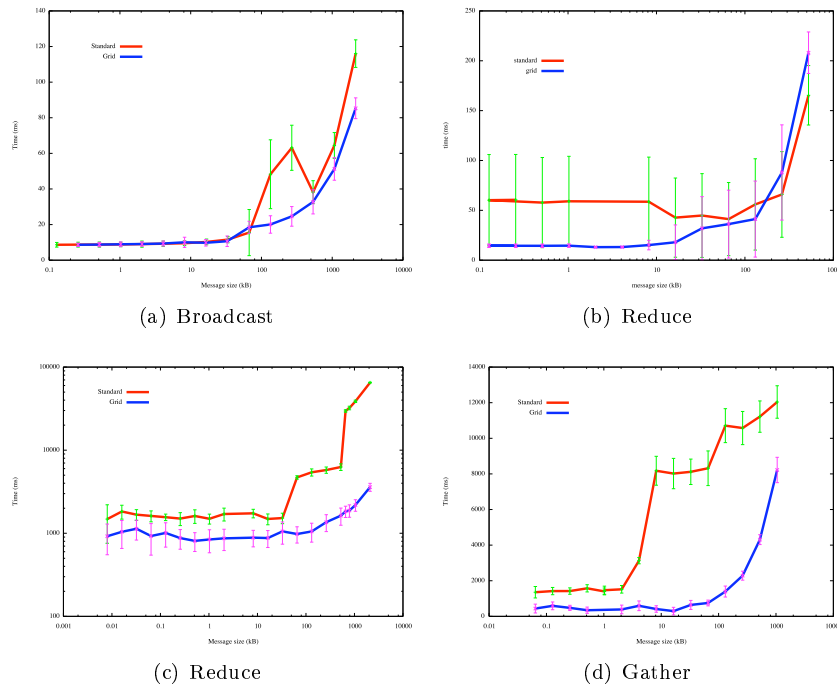 140
120
100
80
60
40
20
0
Time (ms)
Standard
Grid
0.1
1
10
100
1000
10000
Message size (kB)
(a) Broadcast
250
200
150
100
50
0
time (ms)
standard
grid
0.1
1
10
100
100
message size (kB)
(b) Reduce
100000
10000
1000
100
Time (ms)
Standard
Grid
0.001
0.01
0.1
1
10
100
1000
10000
Message size (kB)
(c) Reduce
14000
12000
10000
8000
6000
4000
2000
0
Time (ms)
Standard
Grid
0.01
0.1
1
10
100
1000
1000
Message size (kB)
(d) Gather